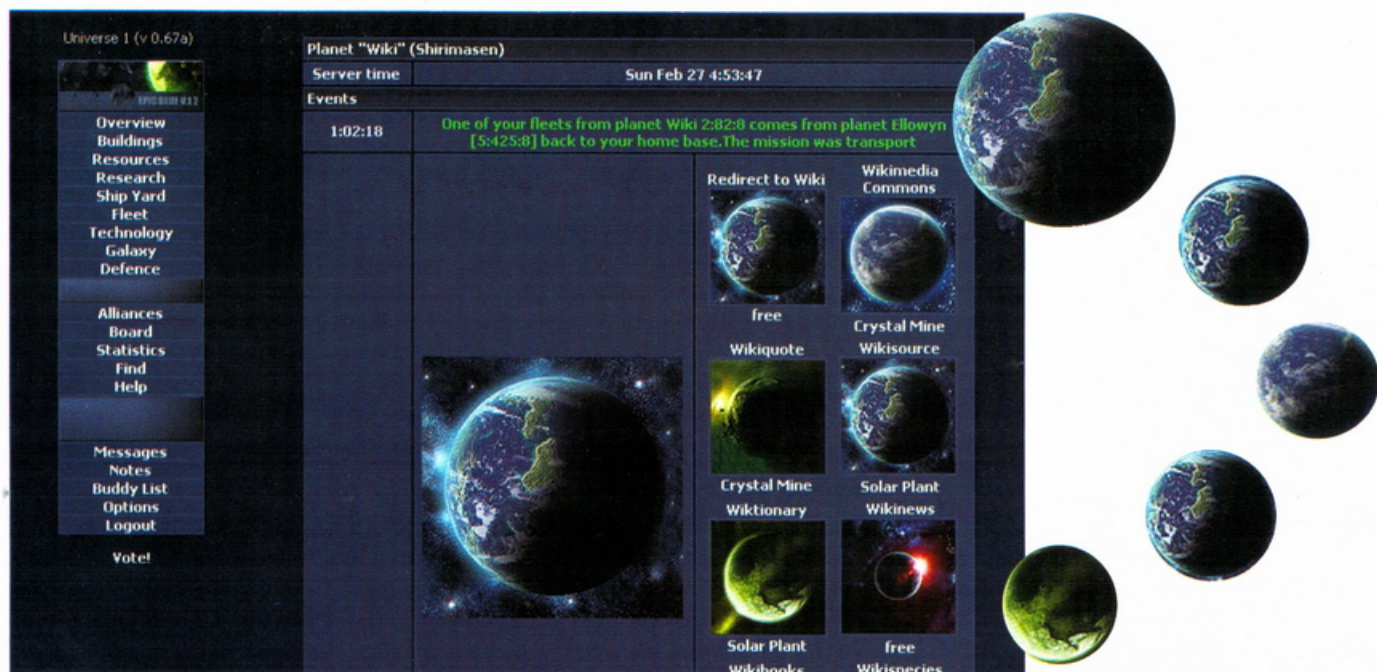 Universe 1 (v 0.67a)
Overview
Buildings
Resources
Research
Ship Yard
Fleet
Technology
Galaxy
Defence
Alliances
Board
Statistics
Find
Help
Messages
Notes
Buddy List
Options
Logout
Vote!
Planet "Wiki" (Shirimasen)
Server time
Sun Feb 27 4:53:47
Events
1:02:18
One of your fleets from planet Wiki 2:82:8 comes from planet Ellowyn
[5:425:8] back to your home base.The mission was transport
Redirect to Wiki
free
Wikimedia
Commons
Crystal Mine
Wikiquote
Crystal Mine
Wikisource
Solar Plant
Wiktionary
Solar Plant
Wikinews
free
Wikibooks
Wikispecies